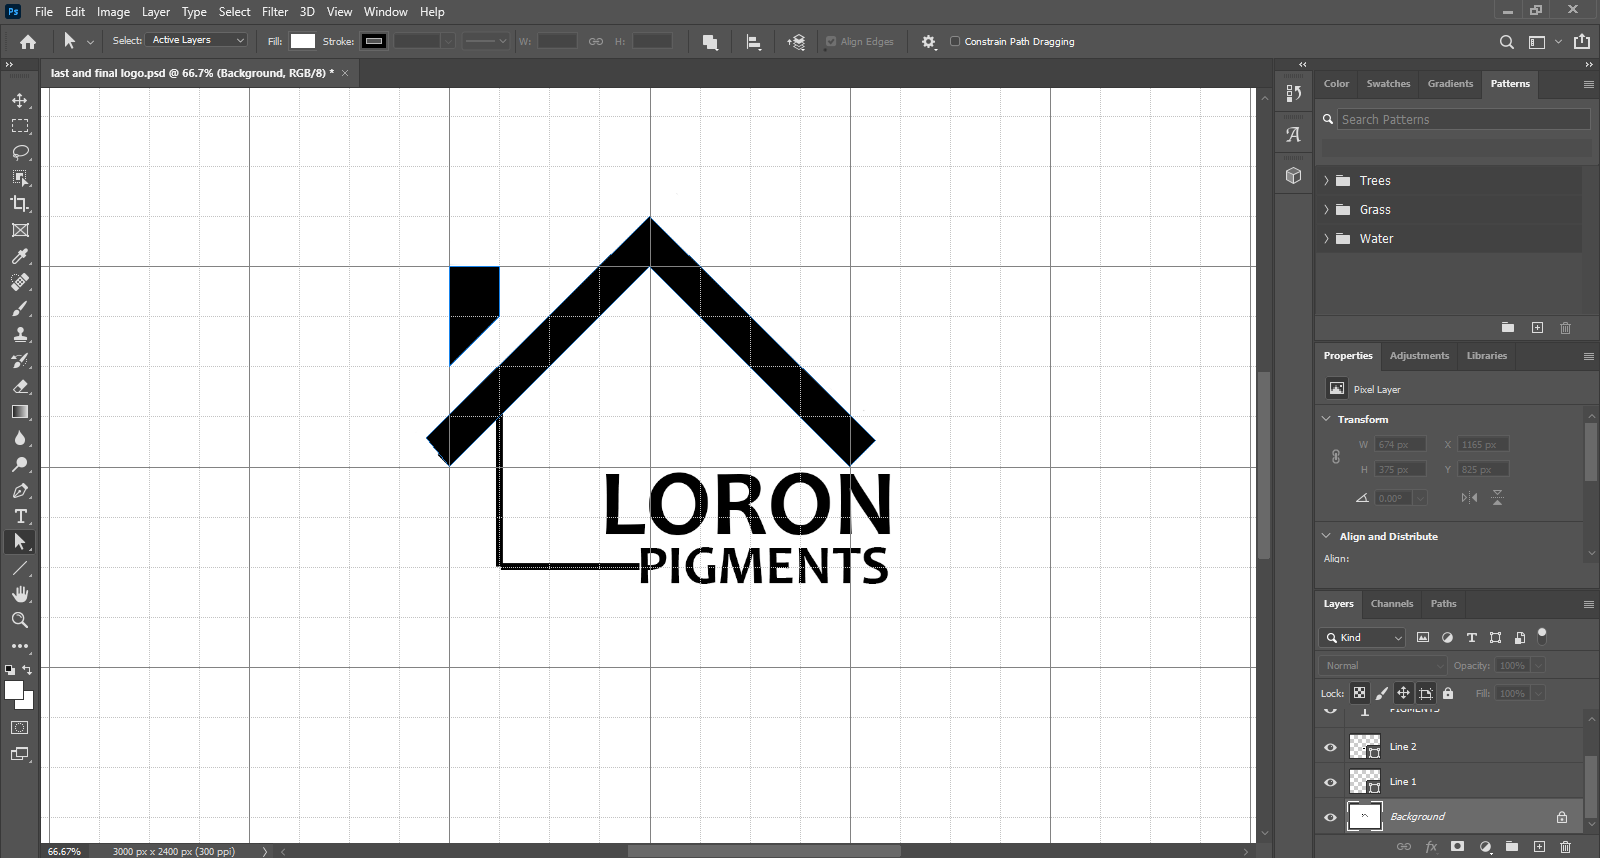 Ps File Edit Image Layer Type Select Filter 3D View Window Help
Select: Active Layers Fill: Stroke: W: H: Align Edges Constrain Path Dragging
last and final logo.psd @ 66.7% (Background, RGB/8) *
Color Swatches Gradients Patterns
Search Patterns
Trees
Grass
Water
Properties Adjustments Libraries
Pixel Layer
Transform
W 674 px X 1165 px
H 375 px Y 825 px
0.00°
Align and Distribute
Align:
LORON
PIGMENTS
Layers Channels Paths
Kind
Normal Opacity: 100%
Lock: Fill: 100%
PIGMENTS
Line 2
Line 1
Background
66.67% 3000 px x 2400 px (300 ppi)